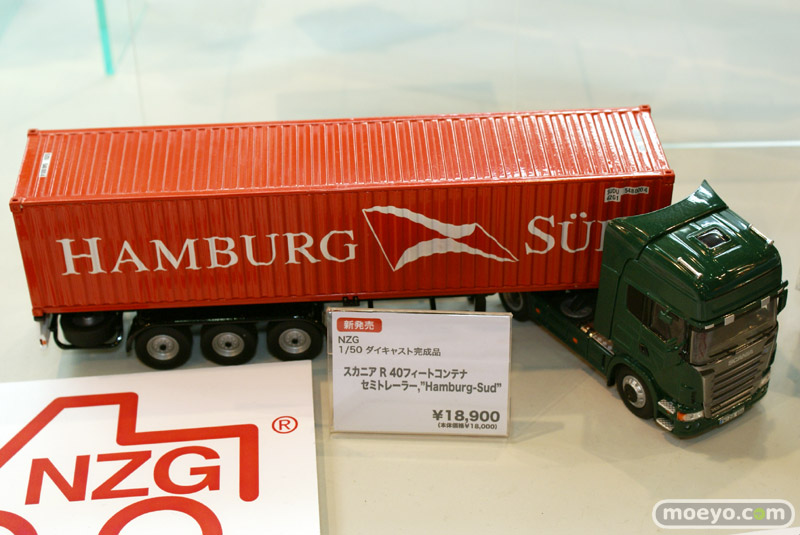 HAMBURG SÜ
SUDU
4251
新発売
NZG
1/50 ダイキャスト完成品
スカニア R 40フィートコンテナ
セミトレーラー,"Hamburg-Sud"
¥18,900
(本体価格¥18,000)
NZG®
moeyo.com